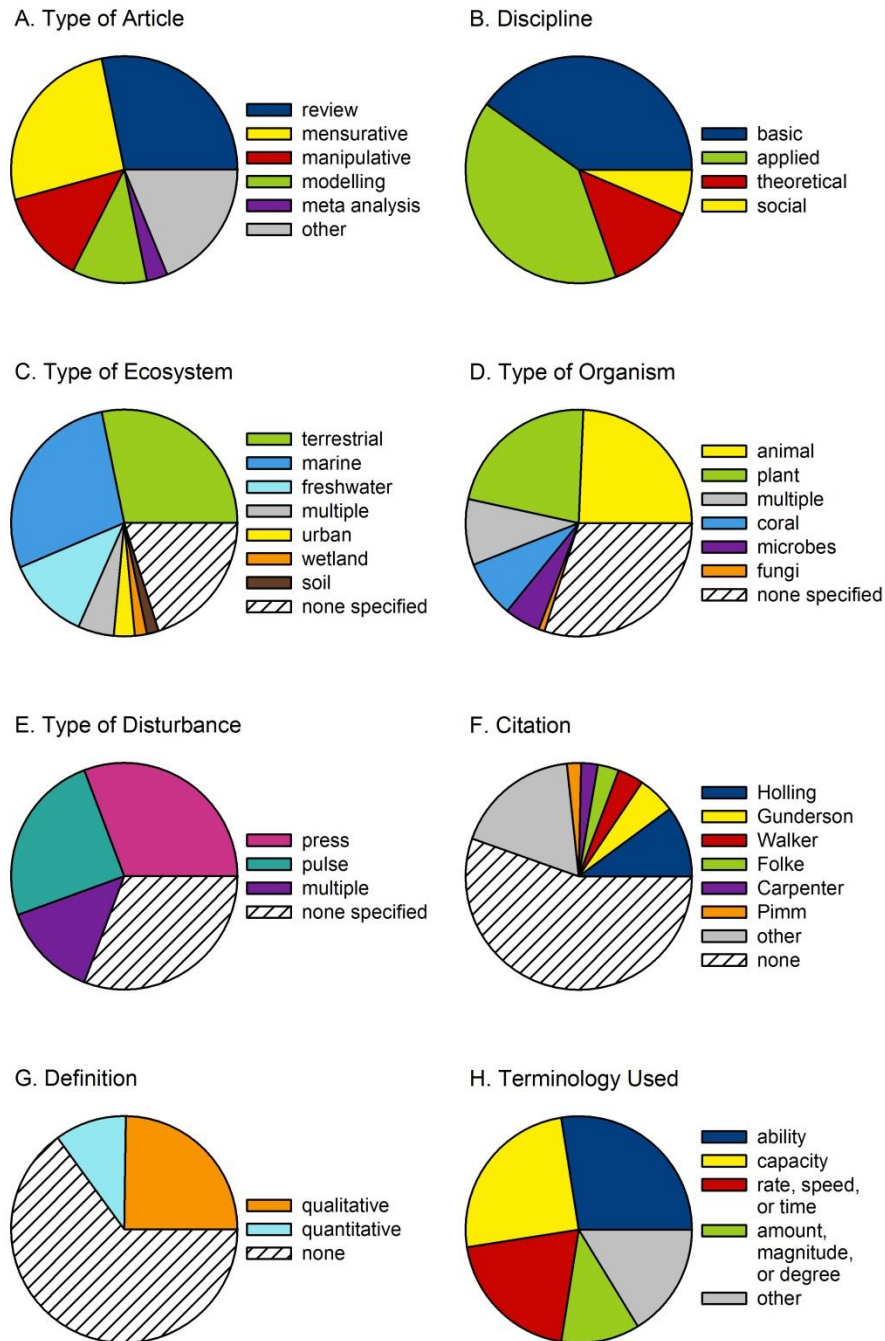 A. Type of Article
review
mensurative
manipulative
modelling
meta analysis
other
B. Discipline
basic
applied
theoretical
social
C. Type of Ecosystem
terrestrial
marine
freshwater
multiple
urban
wetland
soil
none specified
D. Type of Organism
animal
plant
multiple
coral
microbes
fungi
none specified
E. Type of Disturbance
press
pulse
multiple
none specified
F. Citation
Holling
Gunderson
Walker
Folke
Carpenter
Pimm
other
none
G. Definition
qualitative
quantitative
none
H. Terminology Used
ability
capacity
rate, speed,
or time
amount,
magnitude,
or degree
other